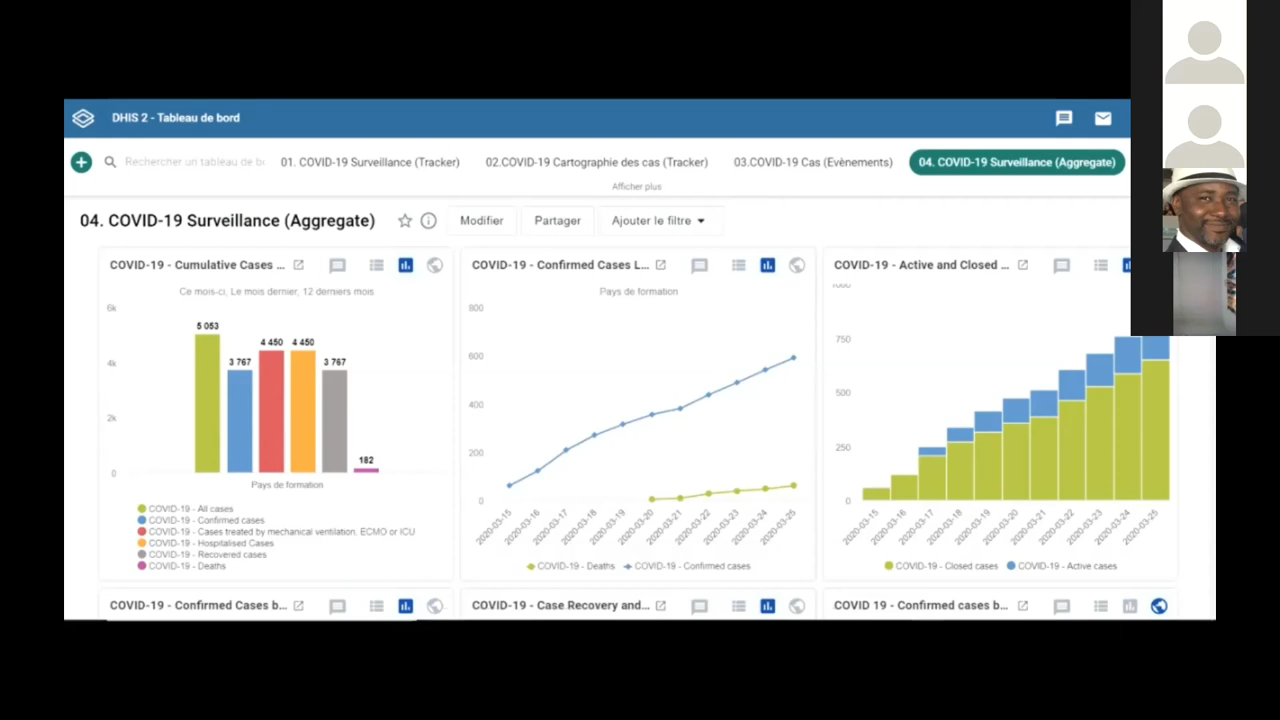 DHIS 2 - Tableau de bord
Rechercher un tableau de bo
01. COVID-19 Surveillance (Tracker)
02.COVID-19 Cartographie des cas (Tracker)
03.COVID-19 Cas (Evènements)
04. COVID-19 Surveillance (Aggregate)
Afficher plus
04. COVID-19 Surveillance (Aggregate)
Modifier
Partager
Ajouter le filtre
COVID-19 - Cumulative Cases ...
Ce mois-ci, Le mois dernier, 12 derniers mois
6k
4k
2k
0
5 053
3 767
4 450
4 450
3 767
182
Pays de formation
COVID-19 - All cases
COVID-19 - Confirmed cases
COVID-19 - Cases treated by mechanical ventilation, ECMO or ICU
COVID-19 - Hospitalised Cases
COVID-19 - Recovered cases
COVID-19 - Deaths
COVID-19 - Confirmed Cases L...
Pays de formation
800
600
400
200
0
2020-03-15
2020-03-16
2020-03-17
2020-03-18
2020-03-19
2020-03-20
2020-03-21
2020-03-22
2020-03-23
2020-03-24
2020-03-25
COVID-19 - Deaths
COVID-19 - Confirmed cases
COVID-19 - Active and Closed ...
1000
750
500
250
0
2020-03-15
2020-03-16
2020-03-17
2020-03-18
2020-03-19
2020-03-20
2020-03-21
2020-03-22
2020-03-23
2020-03-24
2020-03-25
COVID-19 - Closed cases
COVID-19 - Active cases
COVID-19 - Confirmed Cases b...
COVID-19 - Case Recovery and...
COVID 19 - Confirmed cases b...